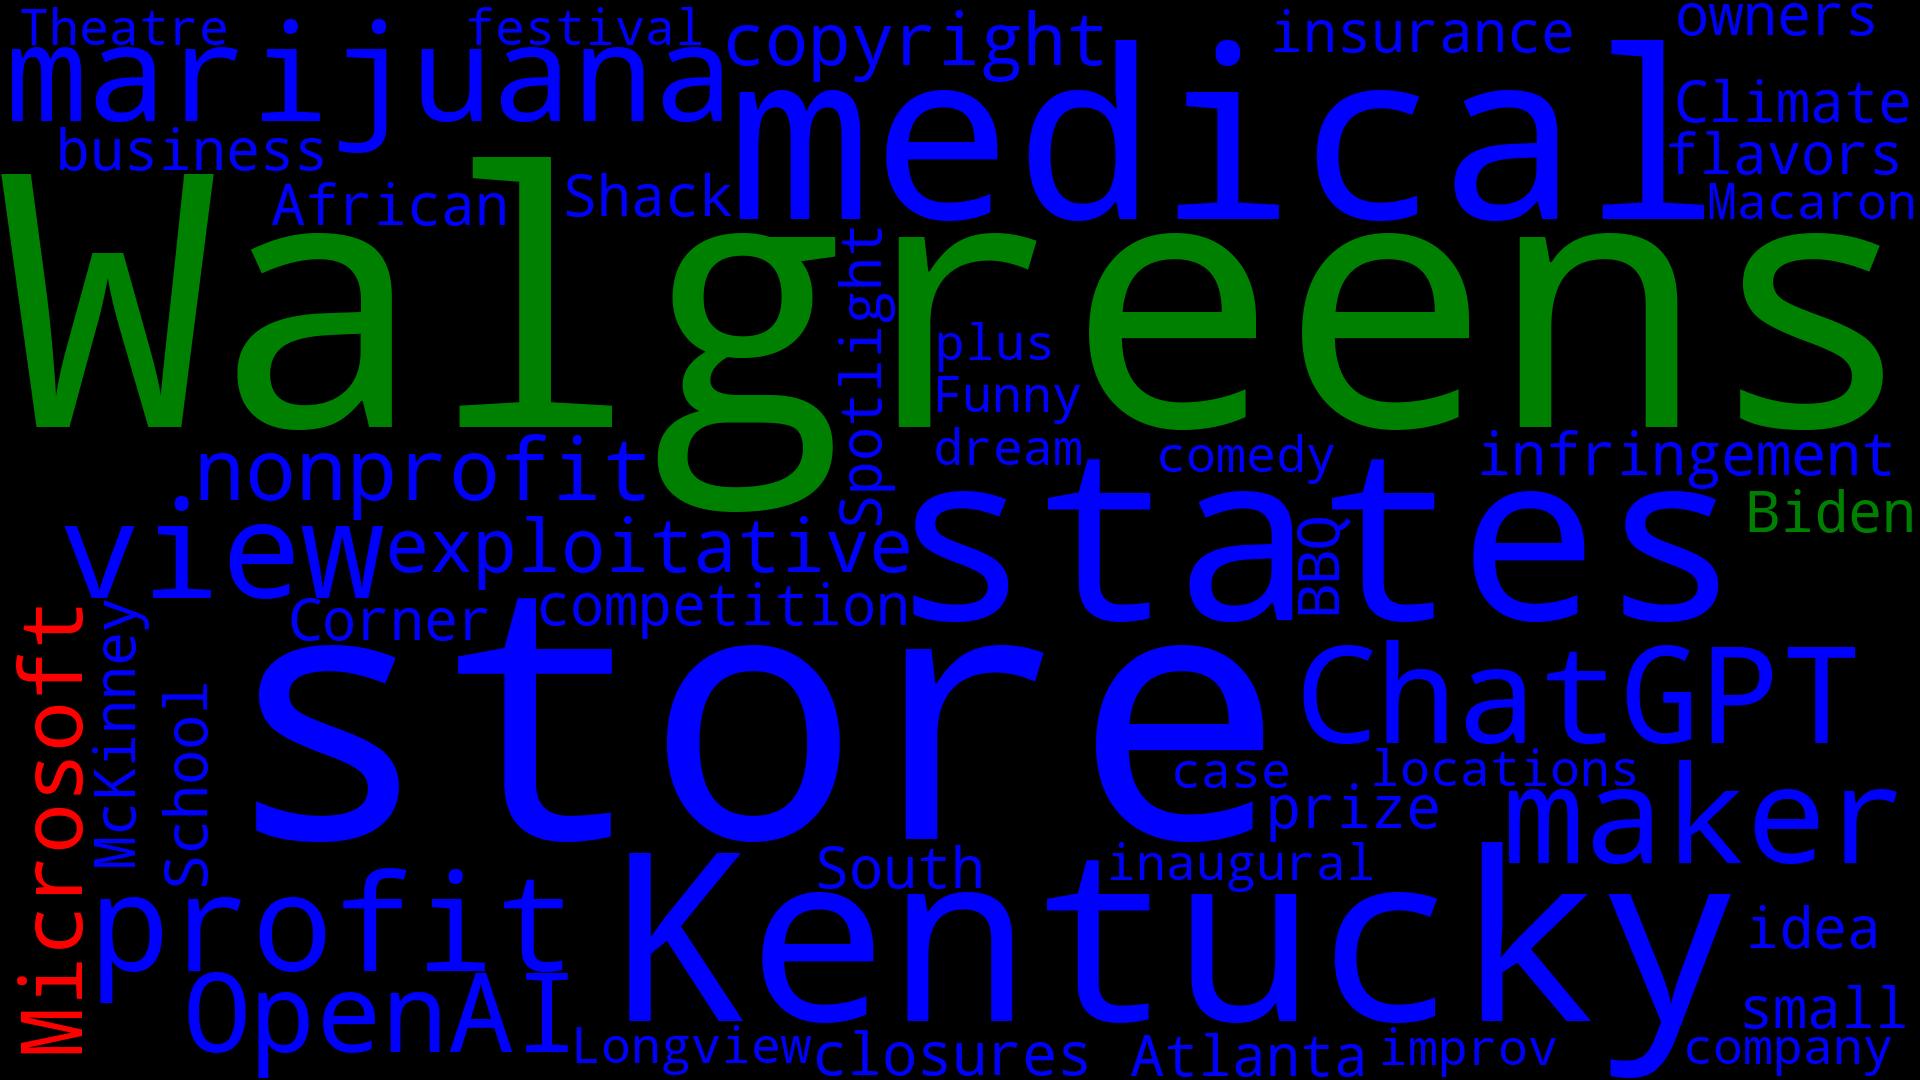 Theatre
festival
copyright
insurance
owners
marijuana
medical
Climate
business
flavors
African
Shack
Macaron
Walgreens
Spotlight
plus
Funny
dream
comedy
infringement
nonprofit
states
Biden
view
exploitative
BBQ
Corner
competition
Microsoft
McKinney
School
store
ChatGPT
case
locations
prize
maker
South
inaugural
profit
Kentucky
idea
OpenAI
small
Longview
closures
Atlanta
improv
company